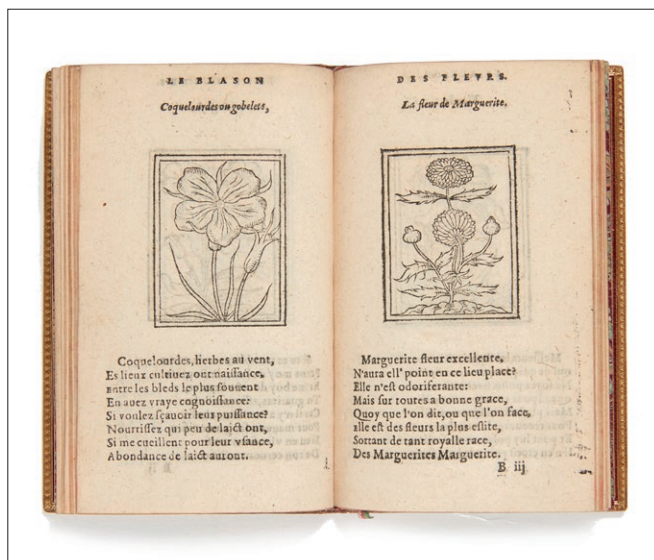 LE BLASON
Coquelourdes ou gobelets,
Coquelourdes, herbes au vent,
Es lieux cultiuez ont naissance.
Entre les bleds le plus souuent
En auez vraye cognoissance?
Si voulez sçauoir leur puissance?
Nourrissez qui peu de laict ont,
Si me cueillent pour leur vsance,
Abondance de laict auront.
DES FLEVRS.
La fleur de Marguerite.
Marguerite fleur excellente.
N'aura ell' point en ce lieu place?
Elle n'est odoriferante:
Mais sur toutes a bonne grace,
Quoy que l'on dit, ou que l'on face,
Elle est des fleurs la plus eslite,
Sortant de tant royalle race,
Des Marguerites Marguerite.
B iij